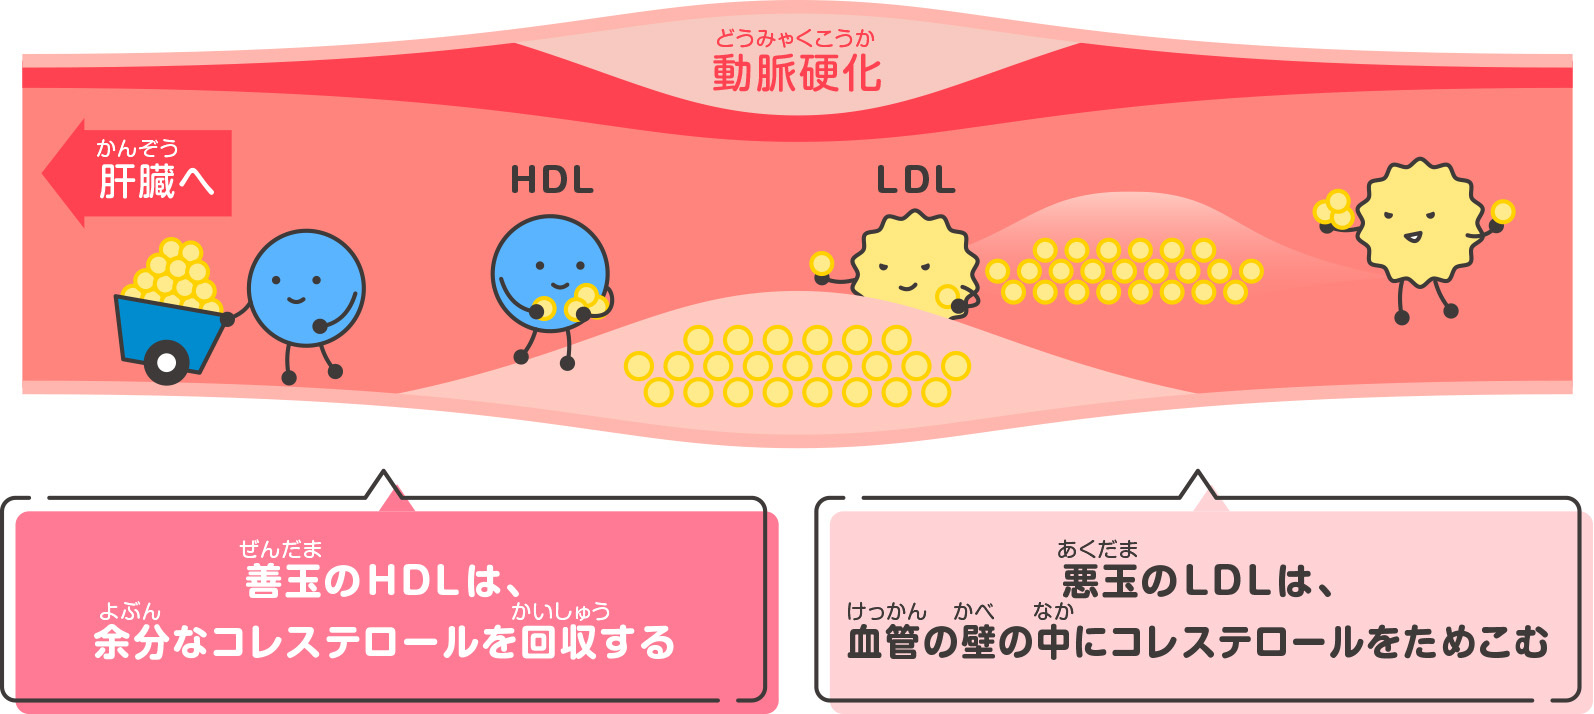 どうみゃくこうか
動脈硬化
かんぞう
肝臓へ
HDL
LDL
ぜんだま
善玉のHDLは、
よぶん かいしゅう
余分なコレステロールを回収する
あくだま
悪玉のLDLは、
けっかん かべ なか
血管の壁の中にコレステロールをためこむ